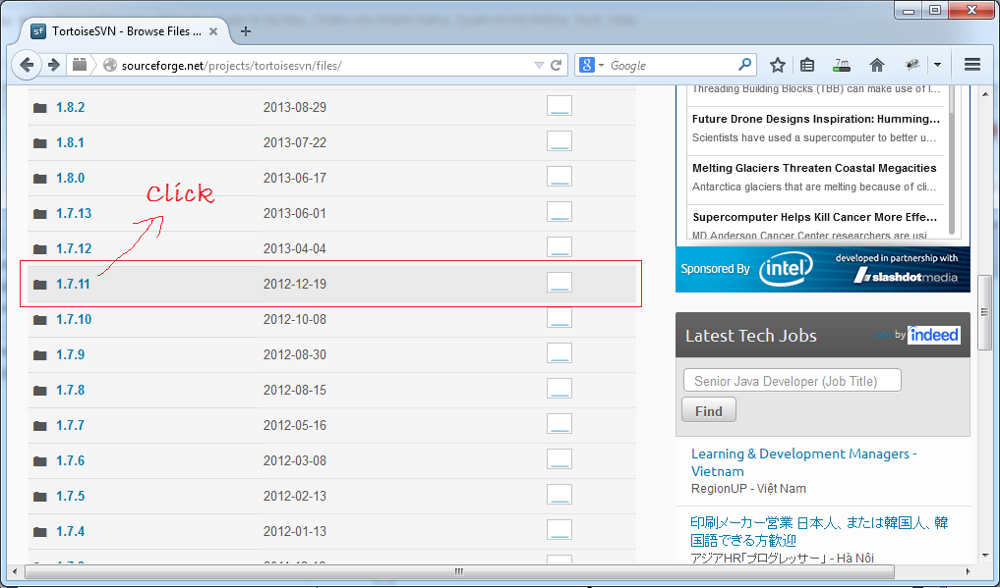 TortoiseSVN - Browse Files ...
sourceforge.net/projects/tortoisesvn/files/
Google
7m
1.8.2 2013-08-29
1.8.1 2013-07-22
1.8.0 2013-06-17
Click
1.7.13 2013-06-01
1.7.12 2013-04-04
1.7.11 2012-12-19
1.7.10 2012-10-08
1.7.9 2012-08-30
1.7.8 2012-08-15
1.7.7 2012-05-16
1.7.6 2012-03-08
1.7.5 2012-02-13
1.7.4 2012-01-13
Threading Building Blocks (TBB) can make use of l...
Future Drone Designs Inspiration: Humming...
Scientists have used a supercomputer to better u...
Melting Glaciers Threaten Coastal Megacities
Antarctica glaciers that are melting because of cli...
Supercomputer Helps Kill Cancer More Effe...
MD Anderson Cancer Center researchers are usi
Sponsored By intel developed in partnership with
slashdotmedia
Latest Tech Jobs by indeed
Senior Java Developer (Job Title)
Find
Learning & Development Managers -
Vietnam
RegionUP - Việt Nam
印刷メーカー営業 日本人、または韓国人、韓
国語できる方歓迎
アジアHR「プログレッサー」 - Hà Nội